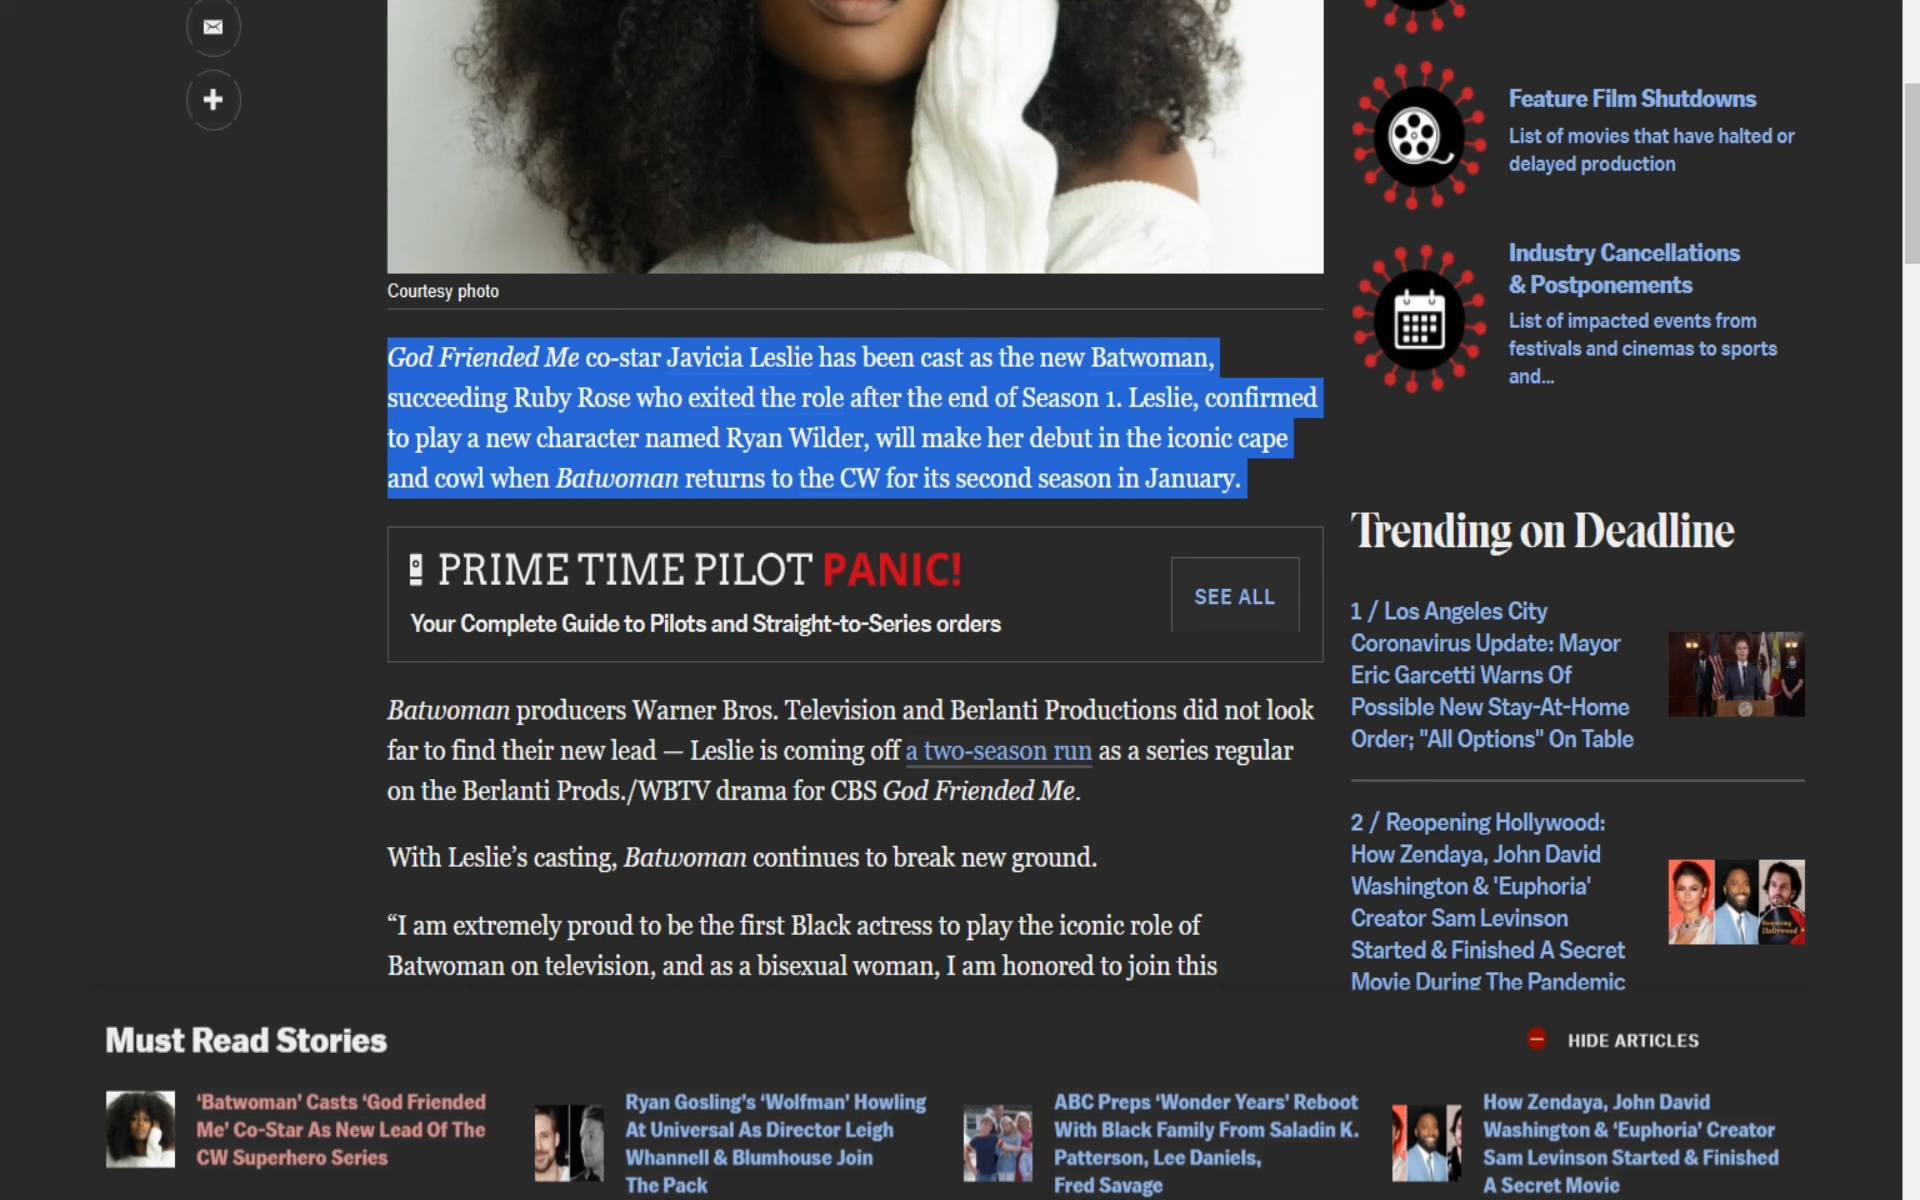 Courtesy photo
God Friended Me co-star Javicia Leslie has been cast as the new Batwoman,
succeeding Ruby Rose who exited the role after the end of Season 1. Leslie, confirmed
to play a new character named Ryan Wilder, will make her debut in the iconic cape
and cowl when Batwoman returns to the CW for its second season in January.
PRIME TIME PILOT PANIC!
Your Complete Guide to Pilots and Straight-to-Series orders
SEE ALL
Batwoman producers Warner Bros. Television and Berlanti Productions did not look
far to find their new lead — Leslie is coming off a two-season run as a series regular
on the Berlanti Prods./WBTV drama for CBS God Friended Me.
With Leslie’s casting, Batwoman continues to break new ground.
“I am extremely proud to be the first Black actress to play the iconic role of
Batwoman on television, and as a bisexual woman, I am honored to join this
Feature Film Shutdowns
List of movies that have halted or
delayed production
Industry Cancellations
& Postponements
List of impacted events from
festivals and cinemas to sports
and...
Trending on Deadline
1 / Los Angeles City
Coronavirus Update: Mayor
Eric Garcetti Warns Of
Possible New Stay-At-Home
Order; "All Options" On Table
2 / Reopening Hollywood:
How Zendaya, John David
Washington & 'Euphoria'
Creator Sam Levinson
Started & Finished A Secret
Movie During The Pandemic
Reopening
Hollywood
Must Read Stories
HIDE ARTICLES
‘Batwoman’ Casts ‘God Friended
Me’ Co-Star As New Lead Of The
CW Superhero Series
Ryan Gosling’s ‘Wolfman’ Howling
At Universal As Director Leigh
Whannell & Blumhouse Join
The Pack
ABC Preps ‘Wonder Years’ Reboot
With Black Family From Saladin K.
Patterson, Lee Daniels,
Fred Savage
How Zendaya, John David
Washington & ‘Euphoria’ Creator
Sam Levinson Started & Finished
A Secret Movie